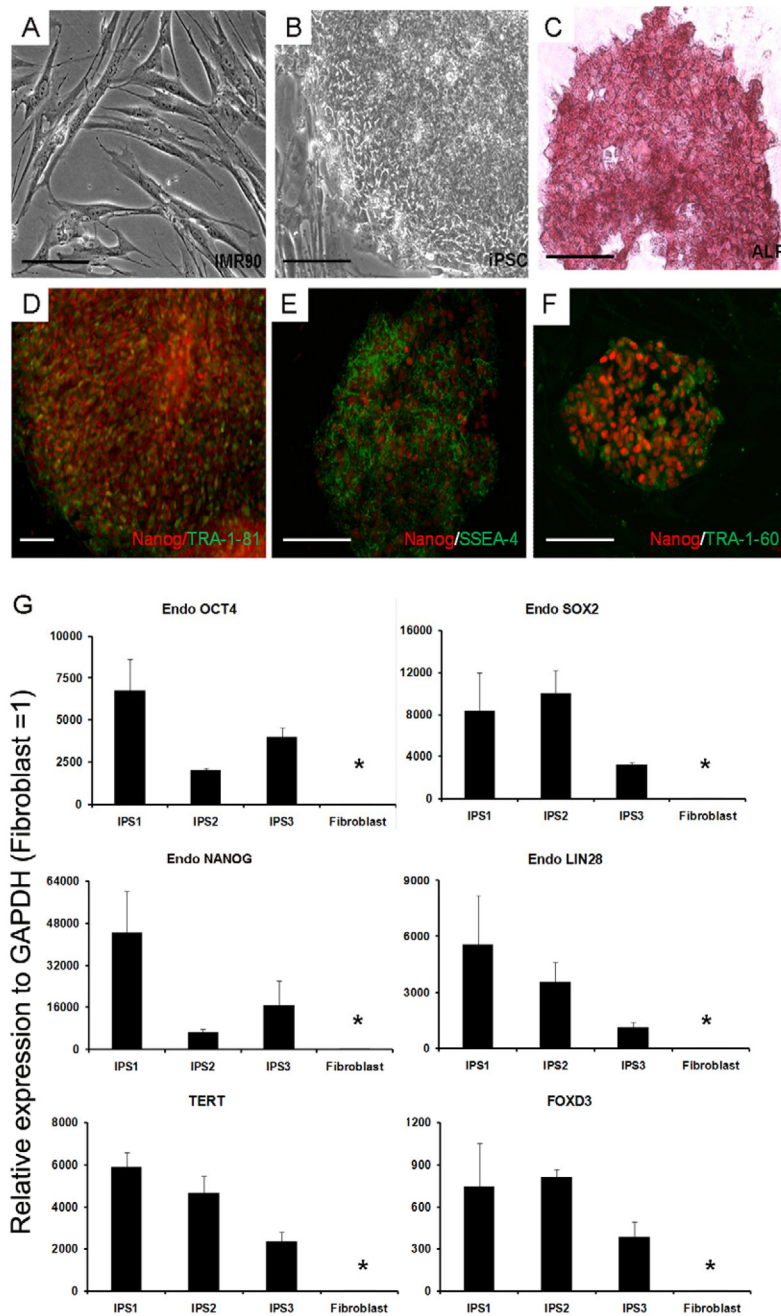 A
IMR90
B
iPSC
C
ALP
D
Nanog/TRA-1-81
E
Nanog/SSEA-4
F
Nanog/TRA-1-60
G
Relative expression to GAPDH (Fibroblast =1)
Endo OCT4
10000
7500
5000
2500
0
*
IPS1 IPS2 IPS3 Fibroblast
Endo SOX2
16000
12000
8000
4000
0
*
IPS1 IPS2 IPS3 Fibroblast
Endo NANOG
64000
48000
32000
16000
0
*
IPS1 IPS2 IPS3 Fibroblast
Endo LIN28
9000
6000
3000
0
*
IPS1 IPS2 IPS3 Fibroblast
TERT
8000
6000
4000
2000
0
*
IPS1 IPS2 IPS3 Fibroblast
FOXD3
1200
900
600
300
0
*
IPS1 IPS2 IPS3 Fibroblast